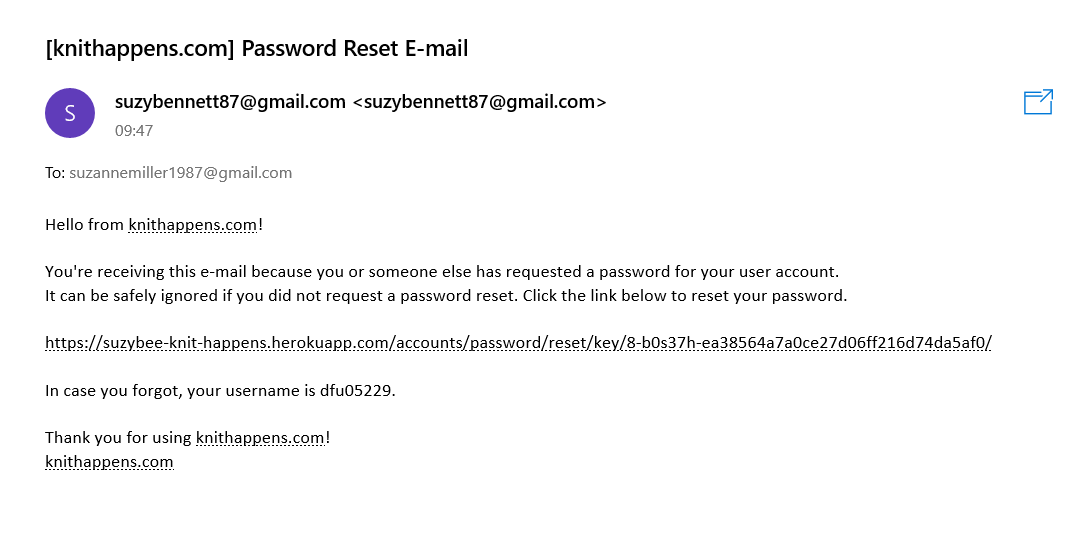 [knithappens.com] Password Reset E-mail
S
suzybennett87@gmail.com <suzybennett87@gmail.com>
09:47
To: suzannemiller1987@gmail.com
Hello from knithappens.com!
You're receiving this e-mail because you or someone else has requested a password for your user account.
It can be safely ignored if you did not request a password reset. Click the link below to reset your password.
https://suzybee-knit-happens.herokuapp.com/accounts/password/reset/key/8-b0s37h-ea38564a7a0ce27d06ff216d74da5af0/
In case you forgot, your username is dfu05229.
Thank you for using knithappens.com!
knithappens.com